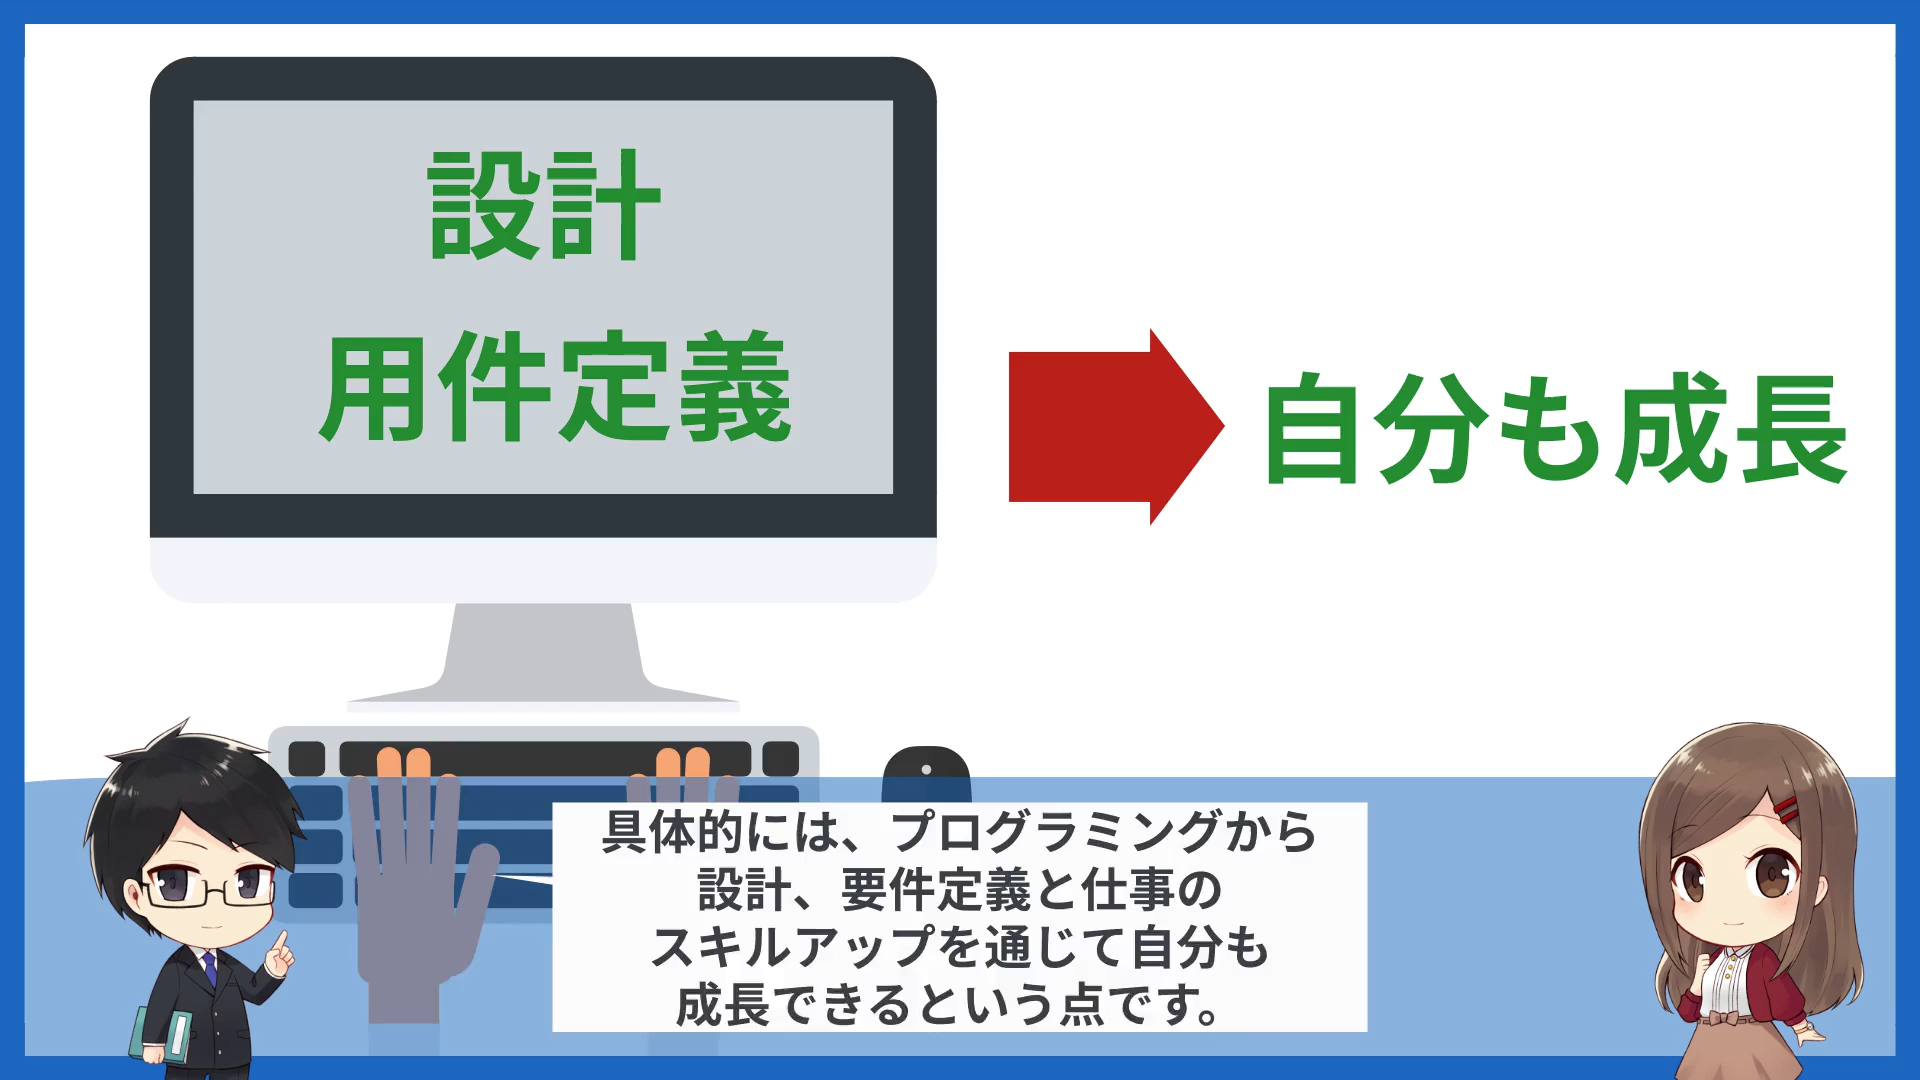 設計
用件定義
自分も成長
具体的には、プログラミングから
設計、要件定義と仕事の
スキルアップを通じて自分も
成長できるという点です。